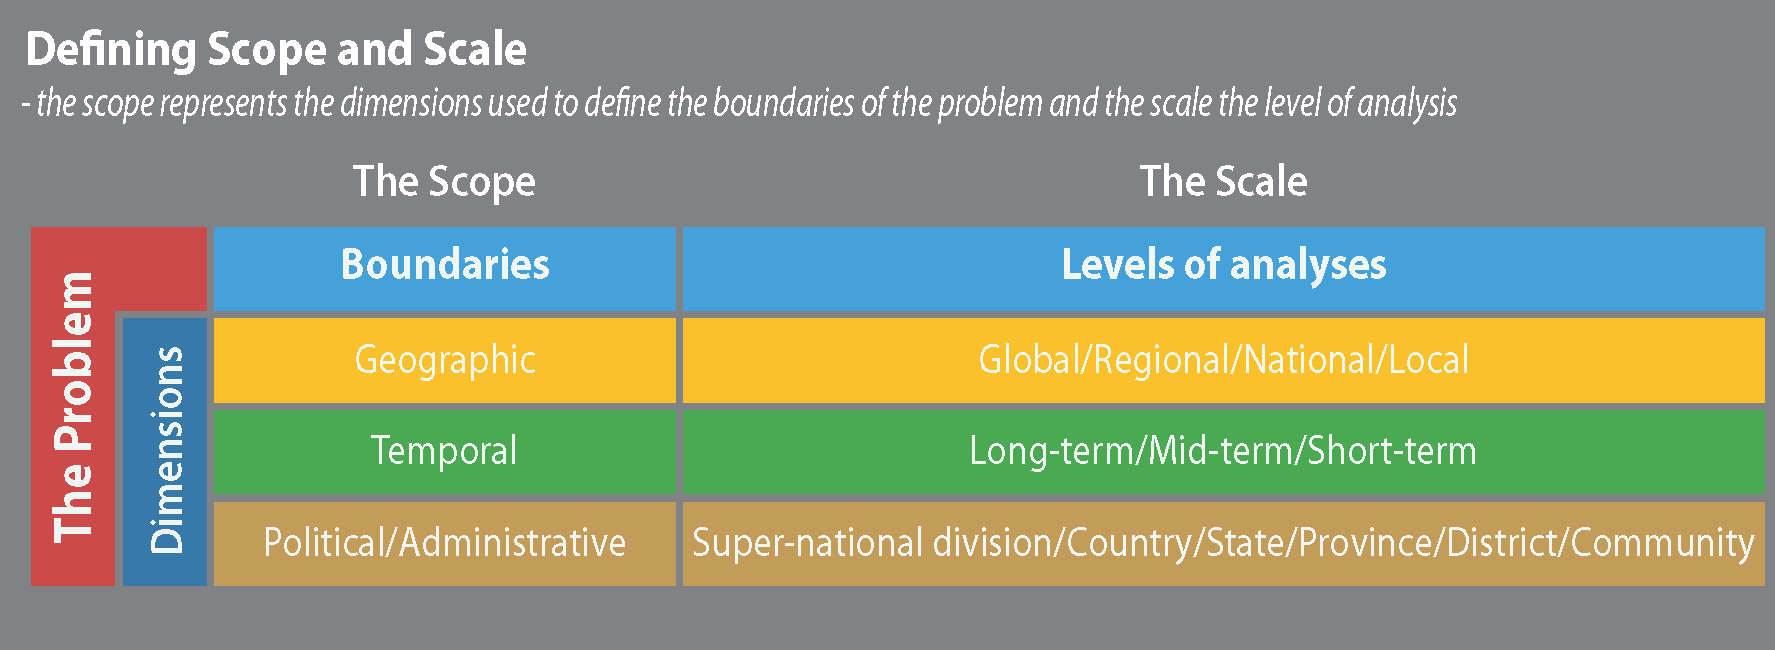 Defining Scope and Scale
- the scope represents the dimensions used to define the boundaries of the problem and the scale the level of analysis
The Scope
The Scale
The Problem
Boundaries
Levels of analyses
Dimensions
Geographic
Global/Regional/National/Local
Temporal
Long-term/Mid-term/Short-term
Political/Administrative
Super-national division/Country/State/Province/District/Community